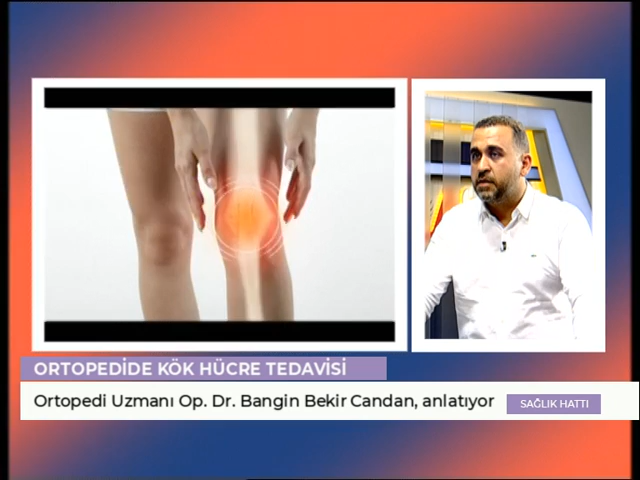 ORTOPEDİDE KÖK HÜCRE TEDAVİSİ
Ortopedi Uzmanı Op. Dr. Bangin Bekir Candan, anlatıyor
SAĞLIK HATTI